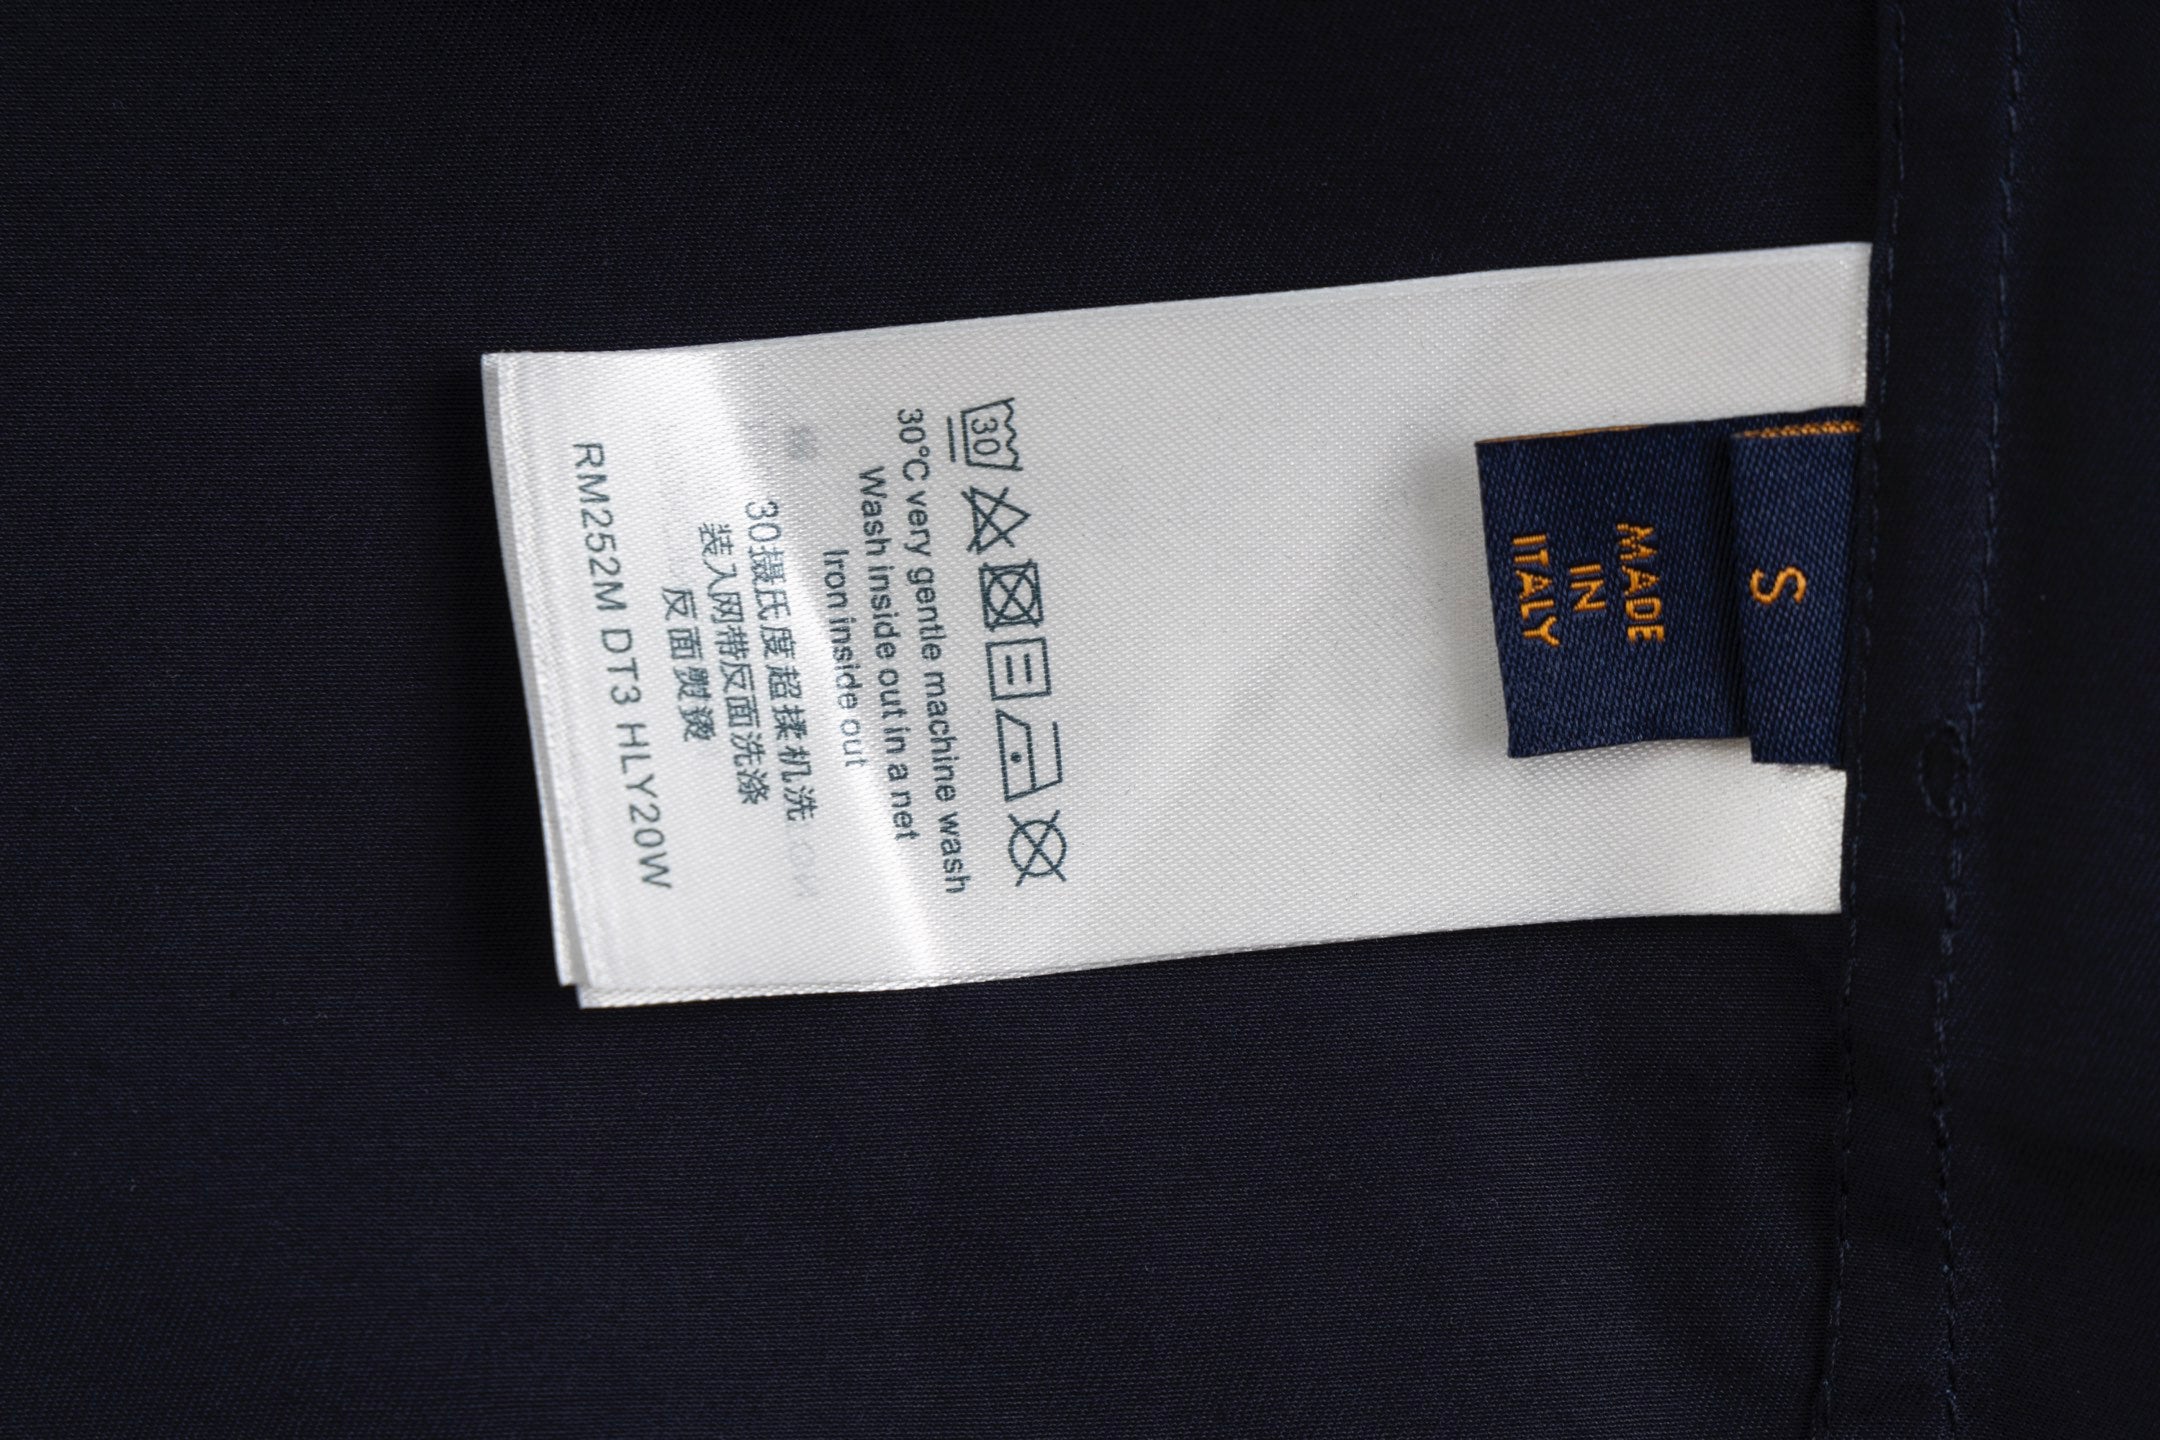 S
MADE
IN
ITALY
30
30°C very gentle machine wash
Wash inside out in a net
Iron inside out
30摄氏度超揉机洗
装入网带反面洗涤
反面熨烫
RM252M DT3 HLY20W